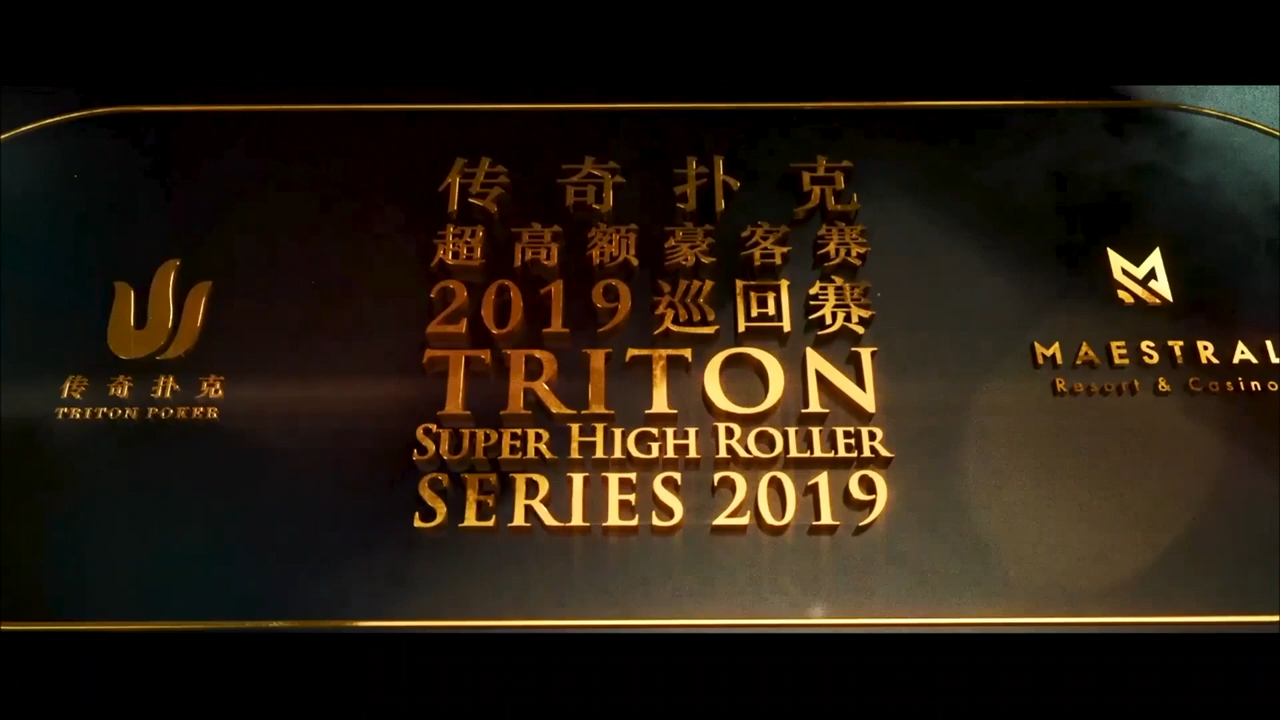 传奇扑克
超高额豪客赛
2019巡回赛
TRITON
SUPER HIGH ROLLER
SERIES 2019
传奇扑克
TRITON POKER
MAESTRAL
Resort & Casino